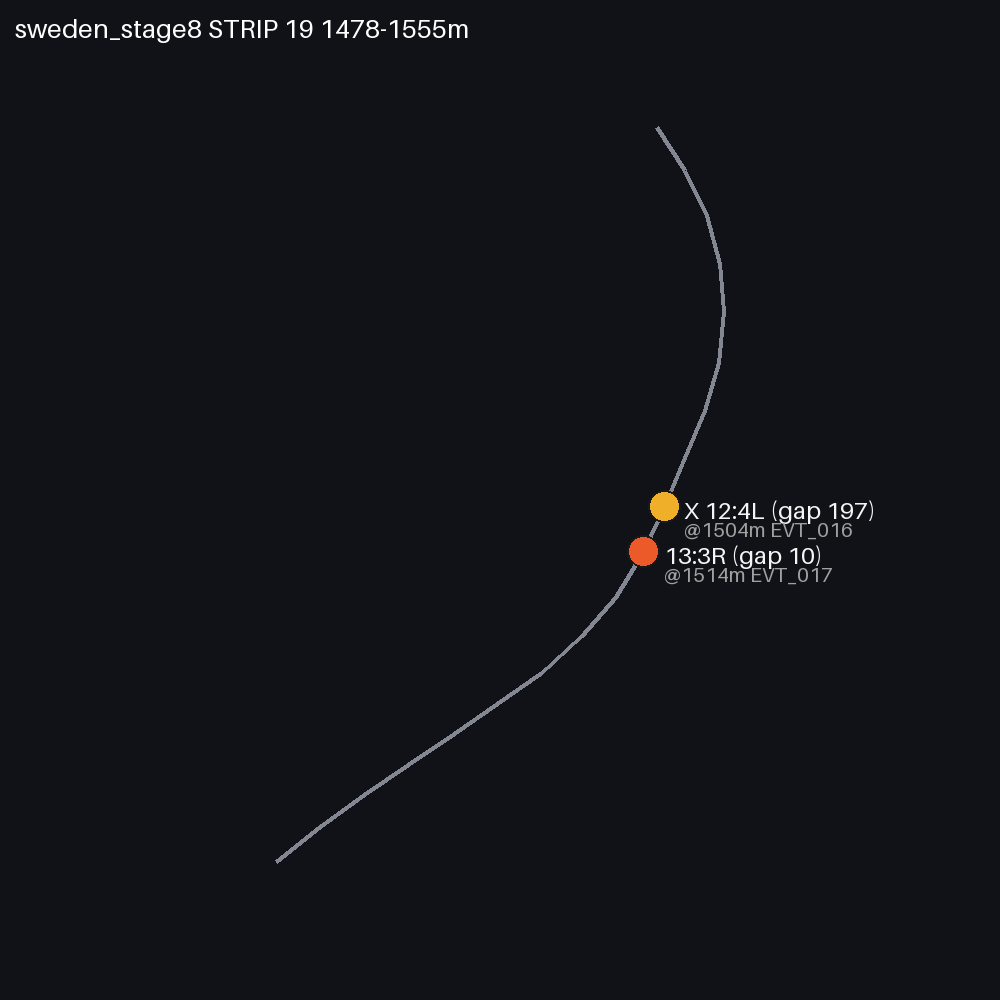 sweden_stage8 STRIP 19 1478-1555m
X 12:4L (gap 197)
@1504m EVT_016
13:3R (gap 10)
@1514m EVT_017